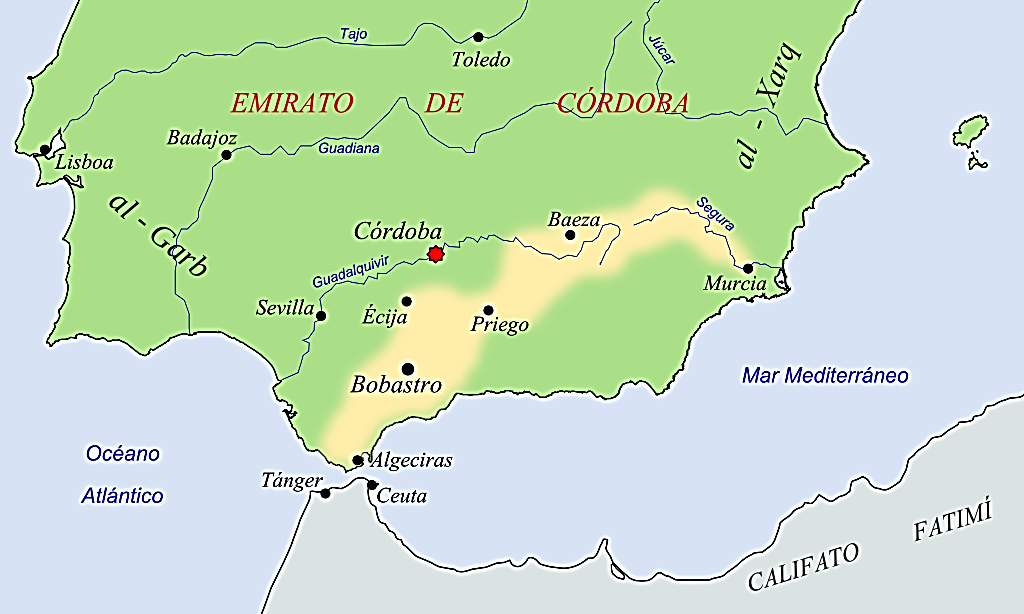 Tajo
Toledo
Júcar
al - Xarq
EMIRATO DE CÓRDOBA
Badajoz
Guadiana
Lisboa
al - Garb
Córdoba
Baeza
Segura
Guadalquivir
Murcia
Sevilla
Écija
Priego
Bobastro
Mar Mediterráneo
Océano
Atlántico
Algeciras
Tánger
Ceuta
CALIFATO FATIMÍ